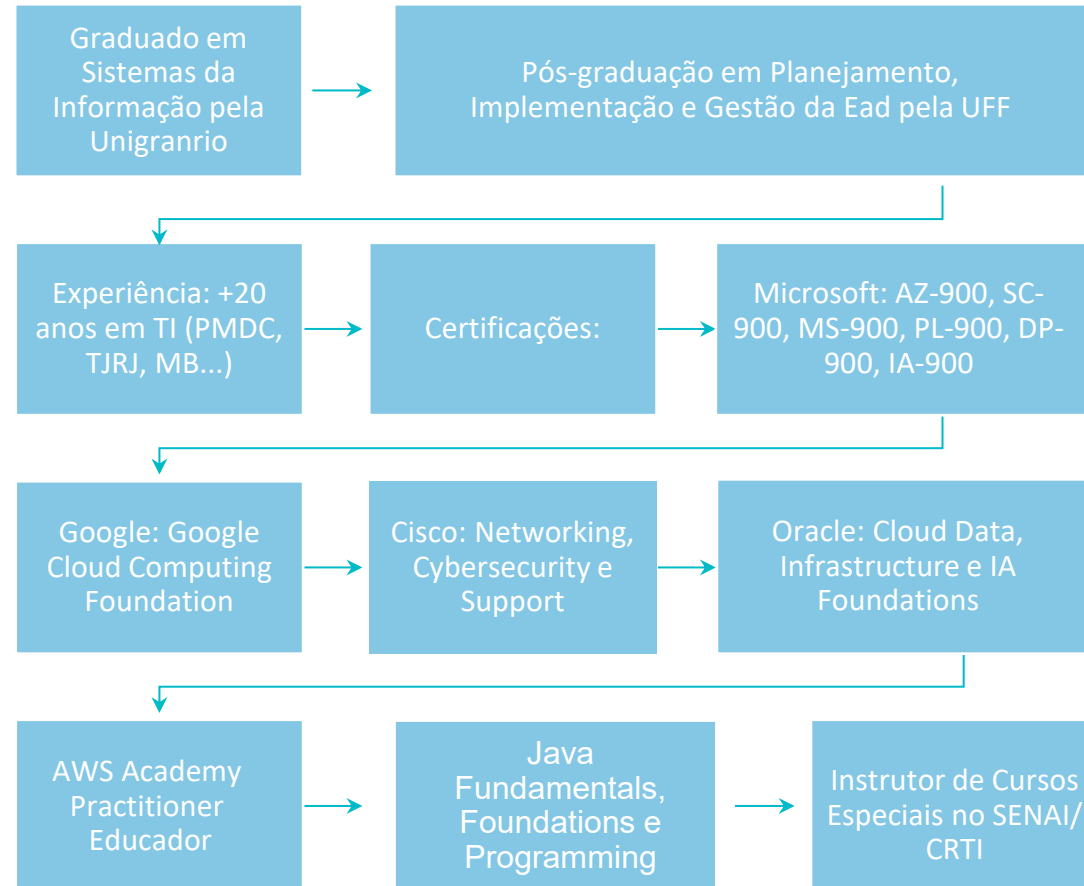 Graduado em
Sistemas da
Informação pela
Unigranrio
Pós-graduação em Planejamento,
Implementação e Gestão da Ead pela UFF
Experiência: +20
anos em TI (PMDC,
TJRJ, MB...)
Certificações:
Microsoft: AZ-900, SC-
900, MS-900, PL-900, DP-
900, IA-900
Google: Google
Cloud Computing
Foundation
Cisco: Networking,
Cybersecurity e
Support
Oracle: Cloud Data,
Infrastructure e IA
Foundations
AWS Academy
Practitioner
Educador
Java
Fundamentals,
Foundations e
Programming
Instrutor de Cursos
Especiais no SENAI/
CRTI